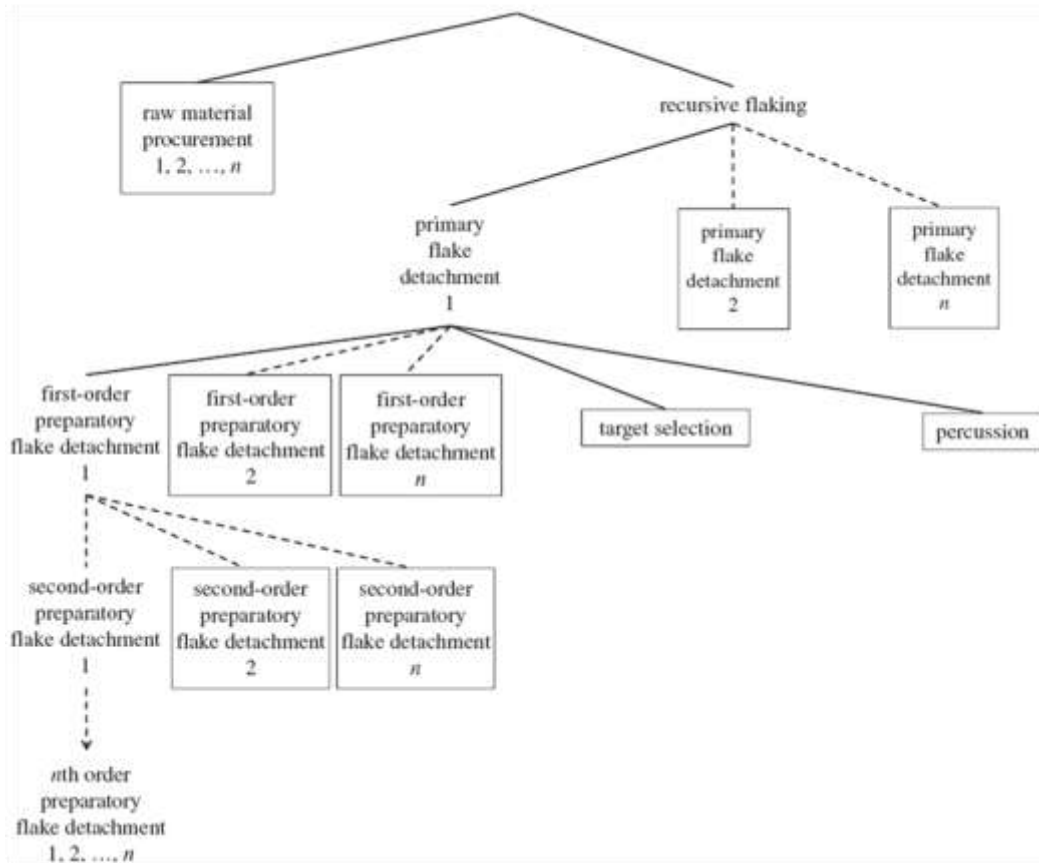 raw material
procurement
1, 2, …, n
recursive flaking
primary
flake
detachment
1
primary
flake
detachment
2
primary
flake
detachment
n
first-order
preparatory
flake detachment
1
first-order
preparatory
flake detachment
2
first-order
preparatory
flake detachment
n
target selection
percussion
second-order
preparatory
flake detachment
1
second-order
preparatory
flake detachment
2
second-order
preparatory
flake detachment
n
nth order
preparatory
flake detachment
1, 2, …, n